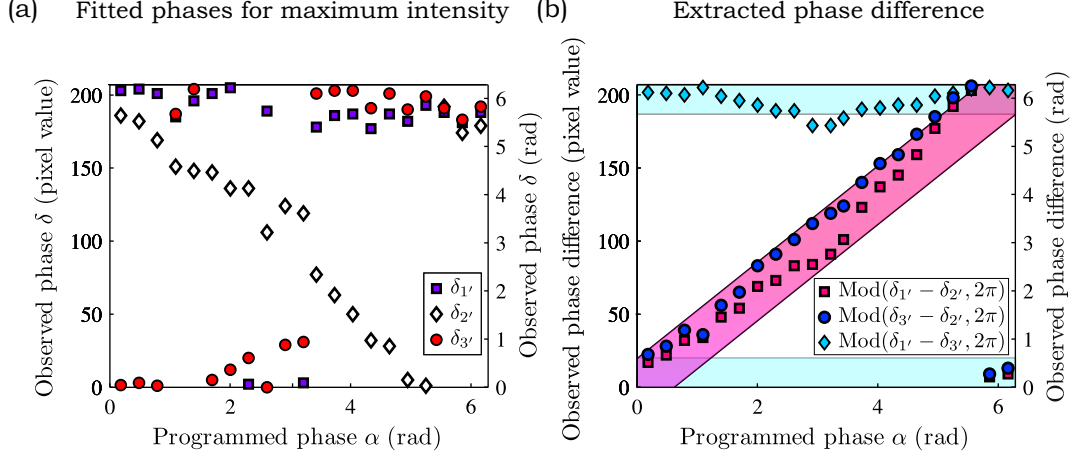 (a) Fitted phases for maximum intensity
Observed phase δ (pixel value)
200
150
100
50
0
0 2 4 6
Programmed phase α (rad)
6
5
4
3
2
1
0
Observed phase δ (rad)
δ1′
δ2′
δ3′
(b) Extracted phase difference
Observed phase difference (pixel value)
200
150
100
50
0
0 2 4 6
Programmed phase α (rad)
6
5
4
3
2
1
0
Observed phase difference (rad)
Mod(δ1′ − δ2′, 2π)
Mod(δ3′ − δ2′, 2π)
Mod(δ1′ − δ3′, 2π)